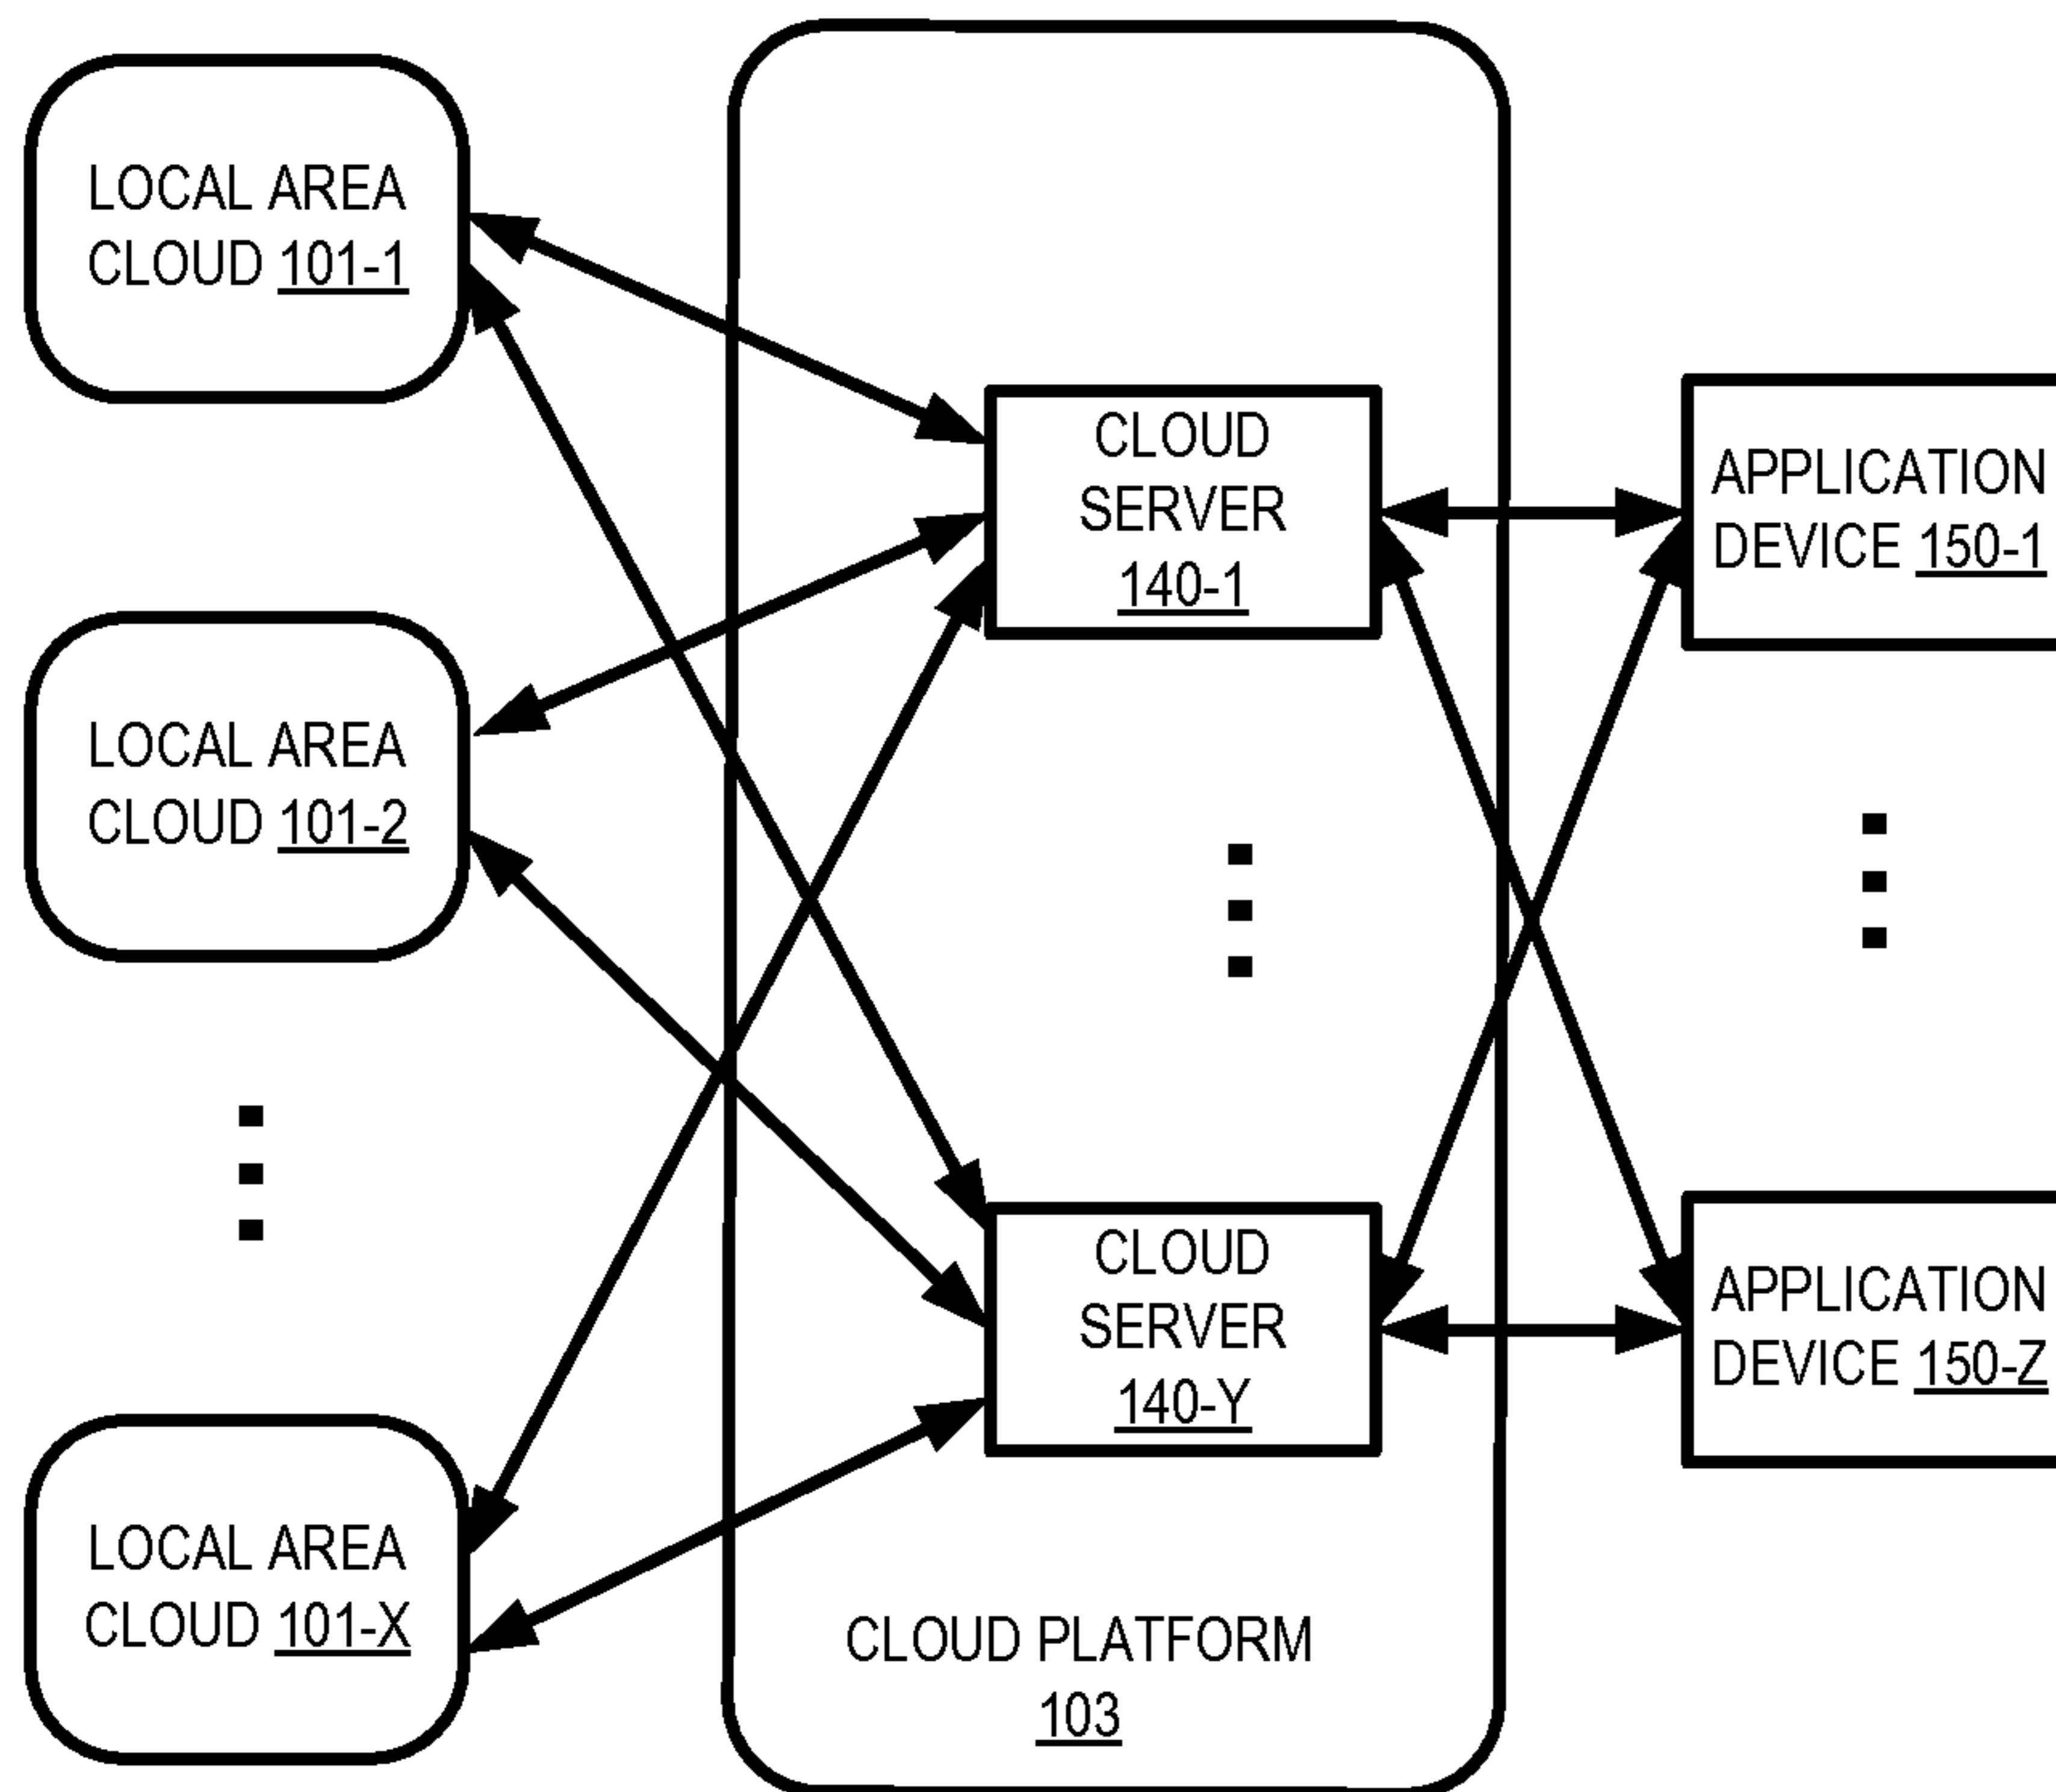 LOCAL AREA
CLOUD 101-1
LOCAL AREA
CLOUD 101-2
LOCAL AREA
CLOUD 101-X
CLOUD
SERVER
140-1
CLOUD
SERVER
140-Y
CLOUD PLATFORM
103
APPLICATION
DEVICE 150-1
APPLICATION
DEVICE 150-Z